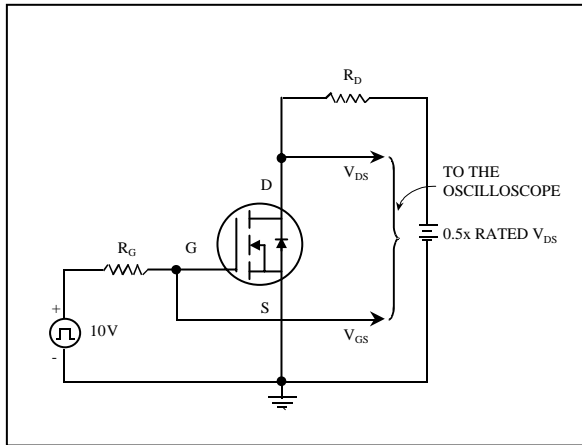 R_D
TO THE
OSCILLOSCOPE
V_DS
D
0.5x RATED V_DS
R_G
G
S
+
10V
-
V_GS